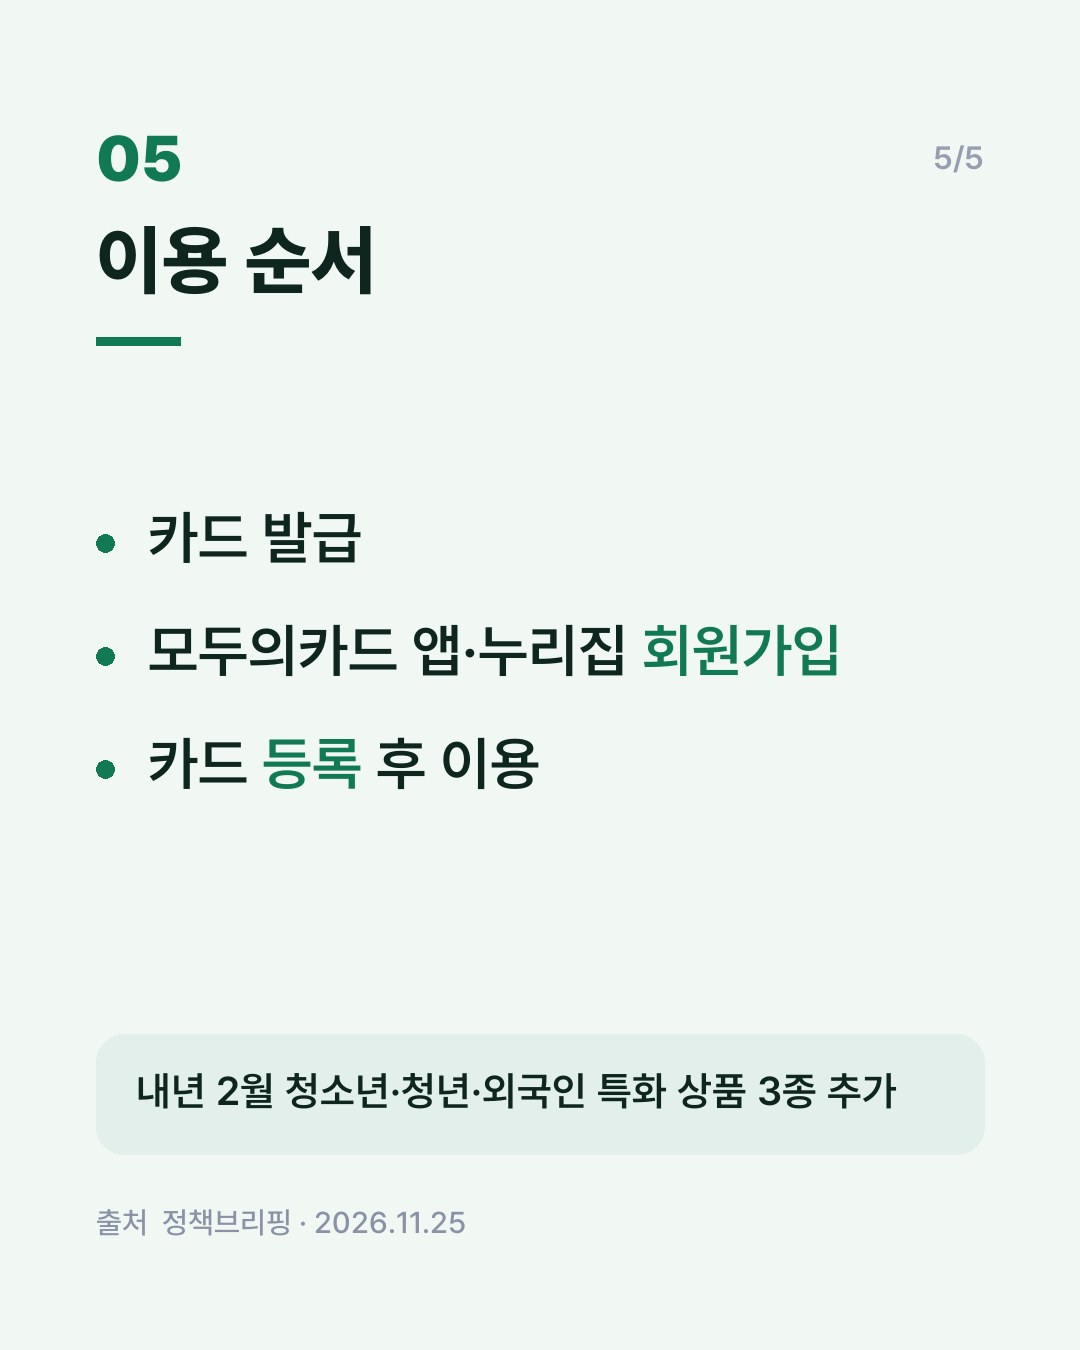 05
5/5
이용 순서
카드 발급
모두의카드 앱·누리집 회원가입
카드 등록 후 이용
내년 2월 청소년·청년·외국인 특화 상품 3종 추가
출처 정책브리핑 · 2026.11.25